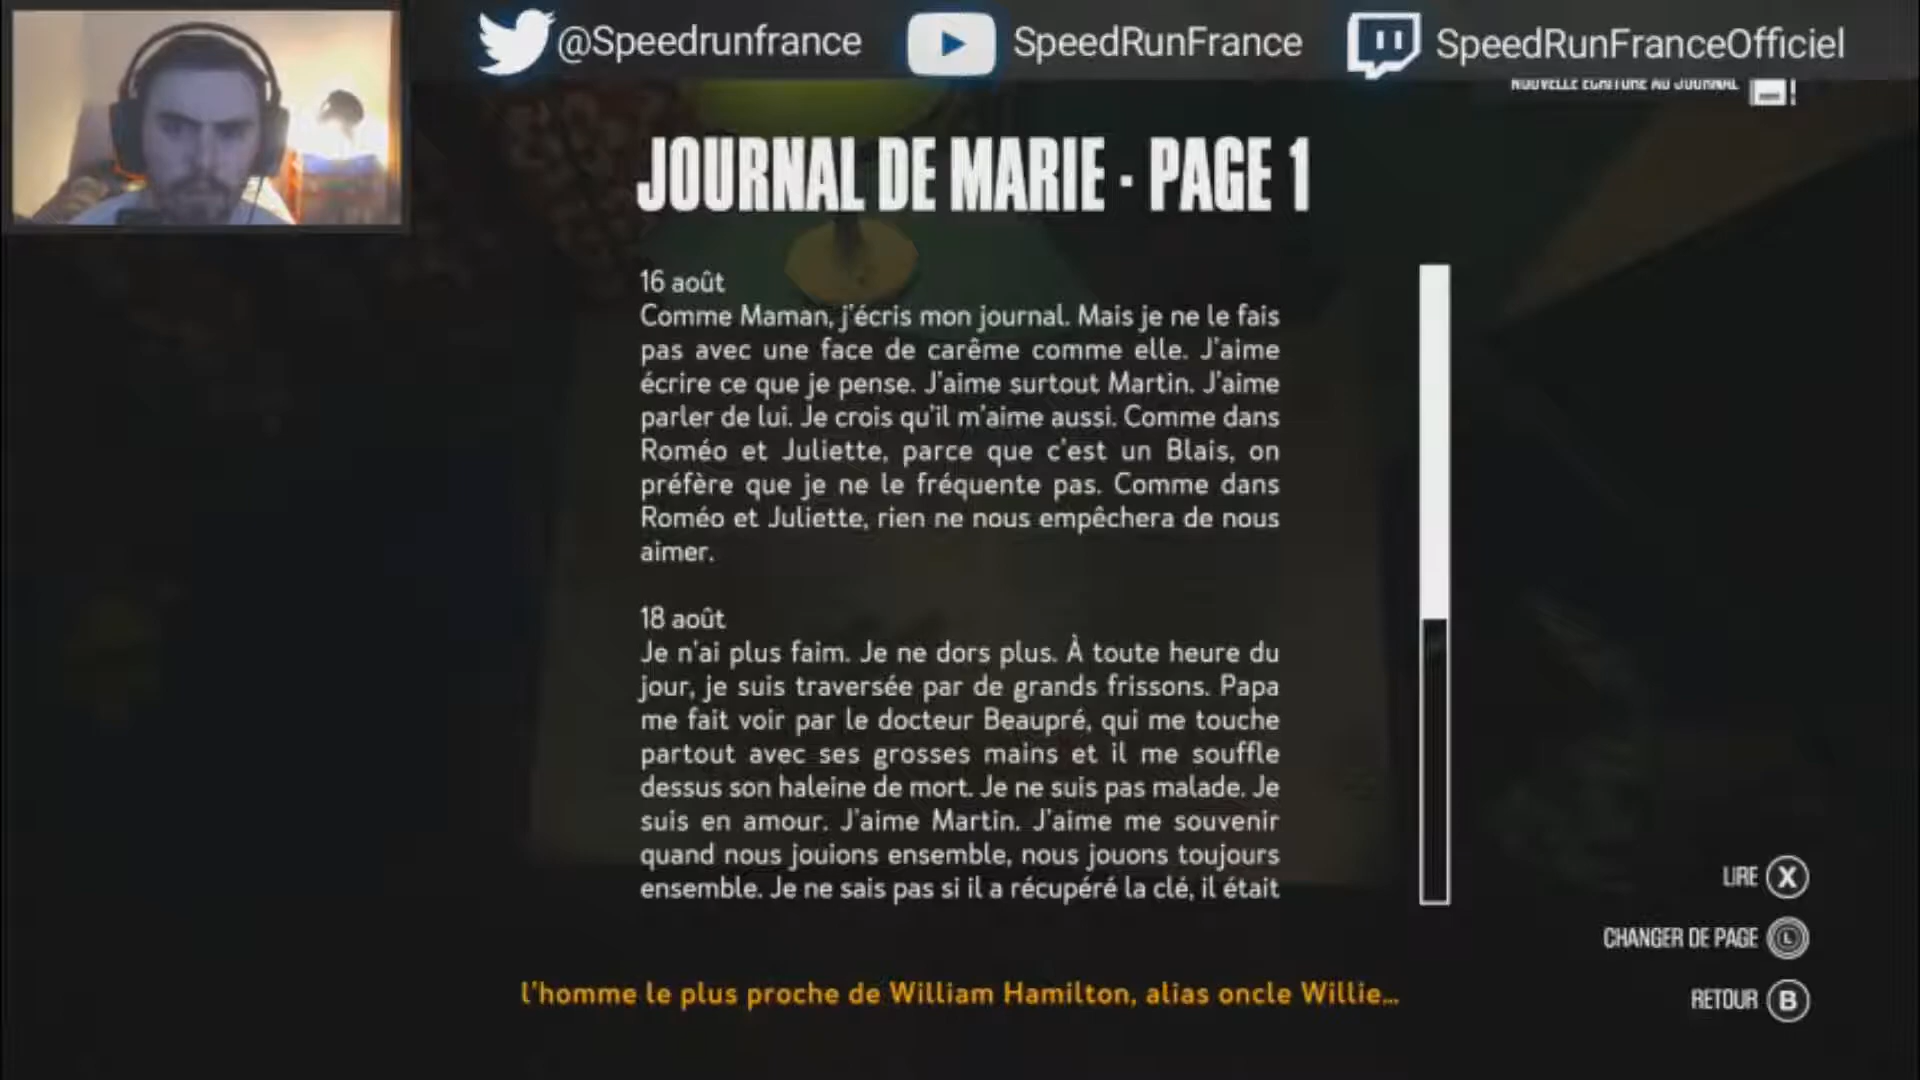 @Speedrunfrance SpeedRunFrance SpeedRunFranceOfficiel
NOUVELLE ÉCRITURE AU JOURNAL
JOURNAL DE MARIE - PAGE 1
16 août
Comme Maman, j'écris mon journal. Mais je ne le fais
pas avec une face de carême comme elle. J'aime
écrire ce que je pense. J'aime surtout Martin. J'aime
parler de lui. Je crois qu'il m'aime aussi. Comme dans
Roméo et Juliette, parce que c'est un Blais, on
préfère que je ne le fréquente pas. Comme dans
Roméo et Juliette, rien ne nous empêchera de nous
aimer.
18 août
Je n'ai plus faim. Je ne dors plus. À toute heure du
jour, je suis traversée par de grands frissons. Papa
me fait voir par le docteur Beaupré, qui me touche
partout avec ses grosses mains et il me souffle
dessus son haleine de mort. Je ne suis pas malade. Je
suis en amour. J'aime Martin. J'aime me souvenir
quand nous jouions ensemble, nous jouons toujours
ensemble. Je ne sais pas si il a récupéré la clé, il était
LIRE X
CHANGER DE PAGE L
l'homme le plus proche de William Hamilton, alias oncle Willie...
RETOUR B